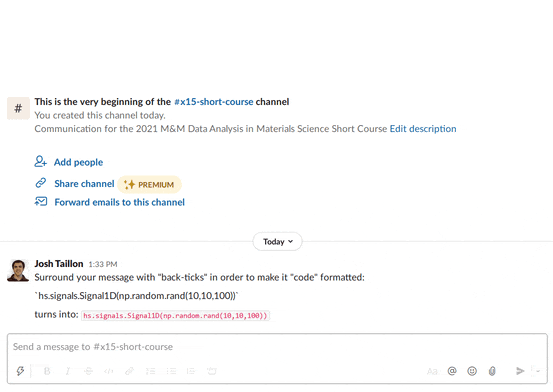 # This is the very beginning of the #x15-short-course channel
You created this channel today.
Communication for the 2021 M&M Data Analysis in Materials Science Short Course Edit description
Add people
Share channel PREMIUM
Forward emails to this channel
Today
Josh Taillon 1:33 PM
Surround your message with "back-ticks" in order to make it "code" formatted:
`hs.signals.Signal1D(np.random.rand(10,10,100))`
turns into: hs.signals.Signal1D(np.random.rand(10,10,100))
Send a message to #x15-short-course
B I S Aa @